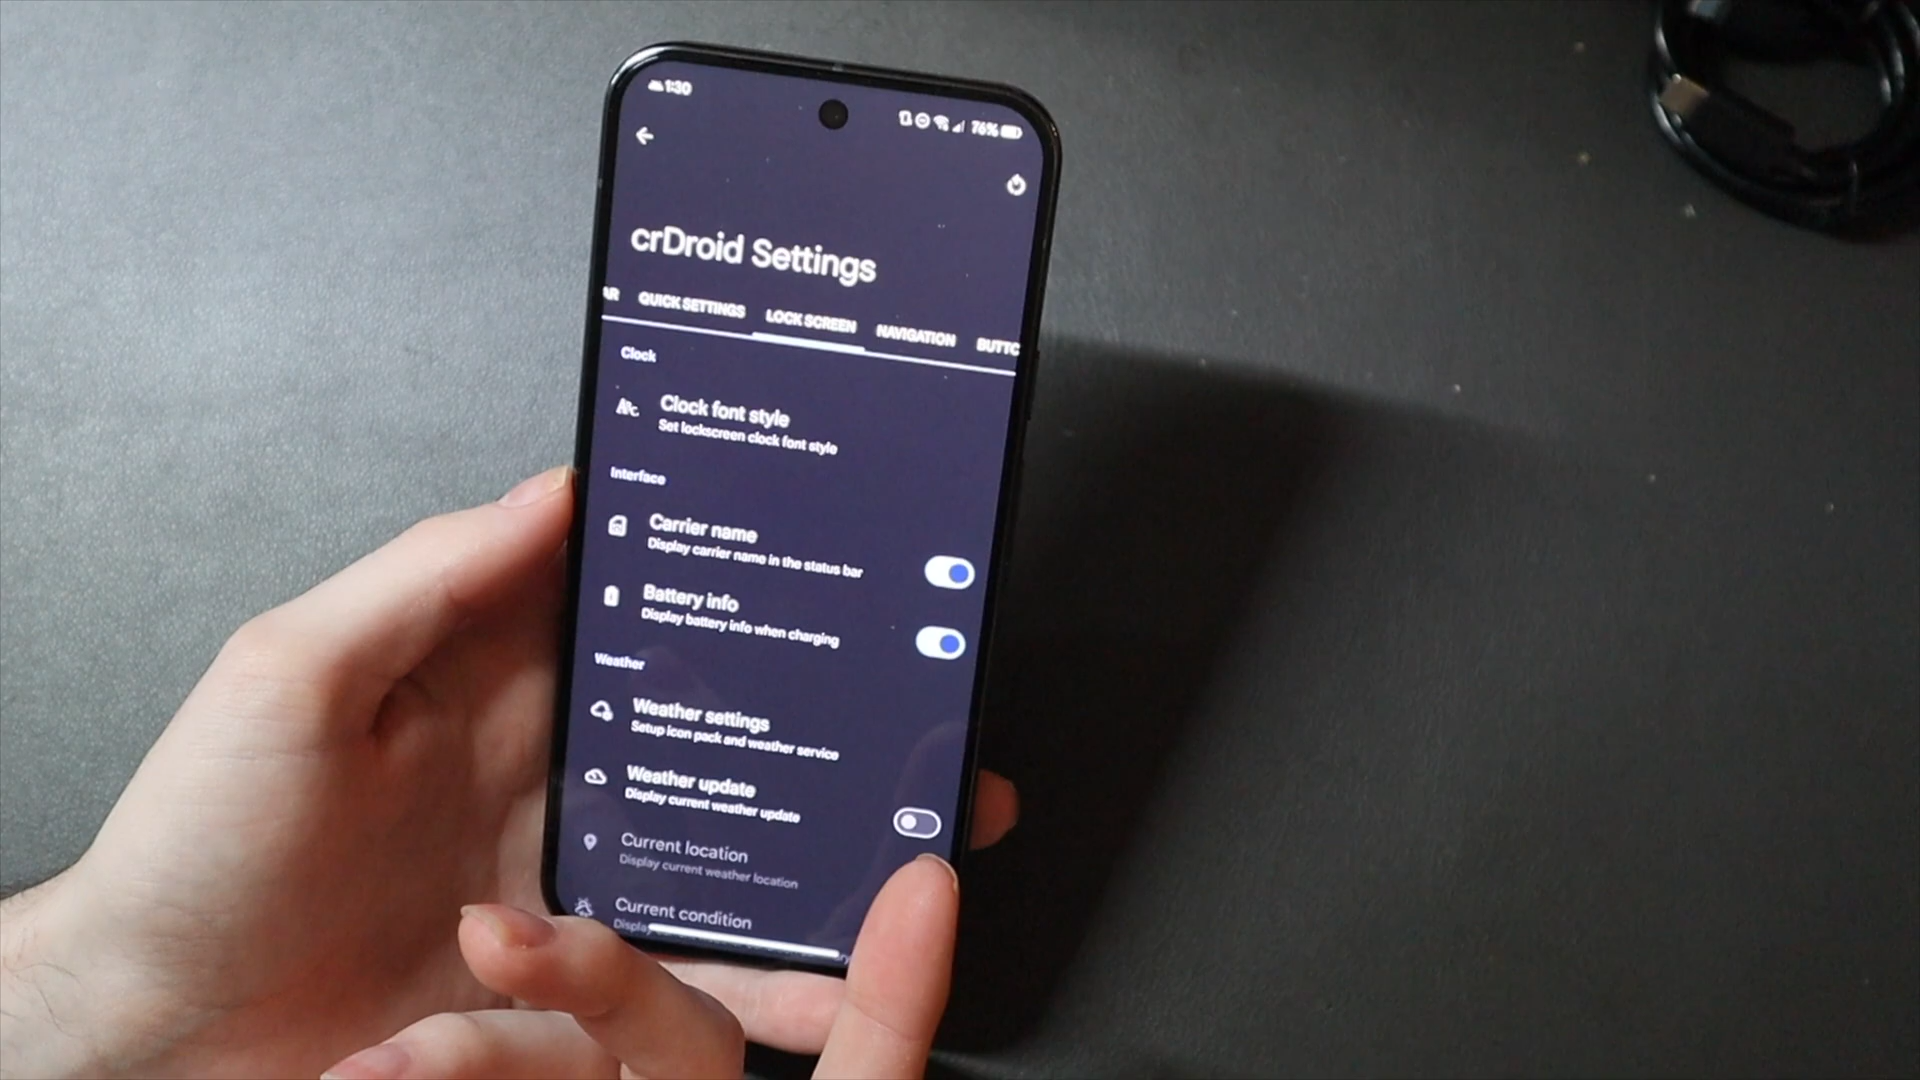 1:30
76%
crDroid Settings
AR QUICK SETTINGS LOCK SCREEN NAVIGATION BUTTO
Clock
Clock font style
Set lockscreen clock font style
Interface
Carrier name
Display carrier name in the status bar
Battery info
Display battery info when charging
Weather
Weather settings
Setup icon pack and weather service
Weather update
Display current weather update
Current location
Display current weather location
Current condition